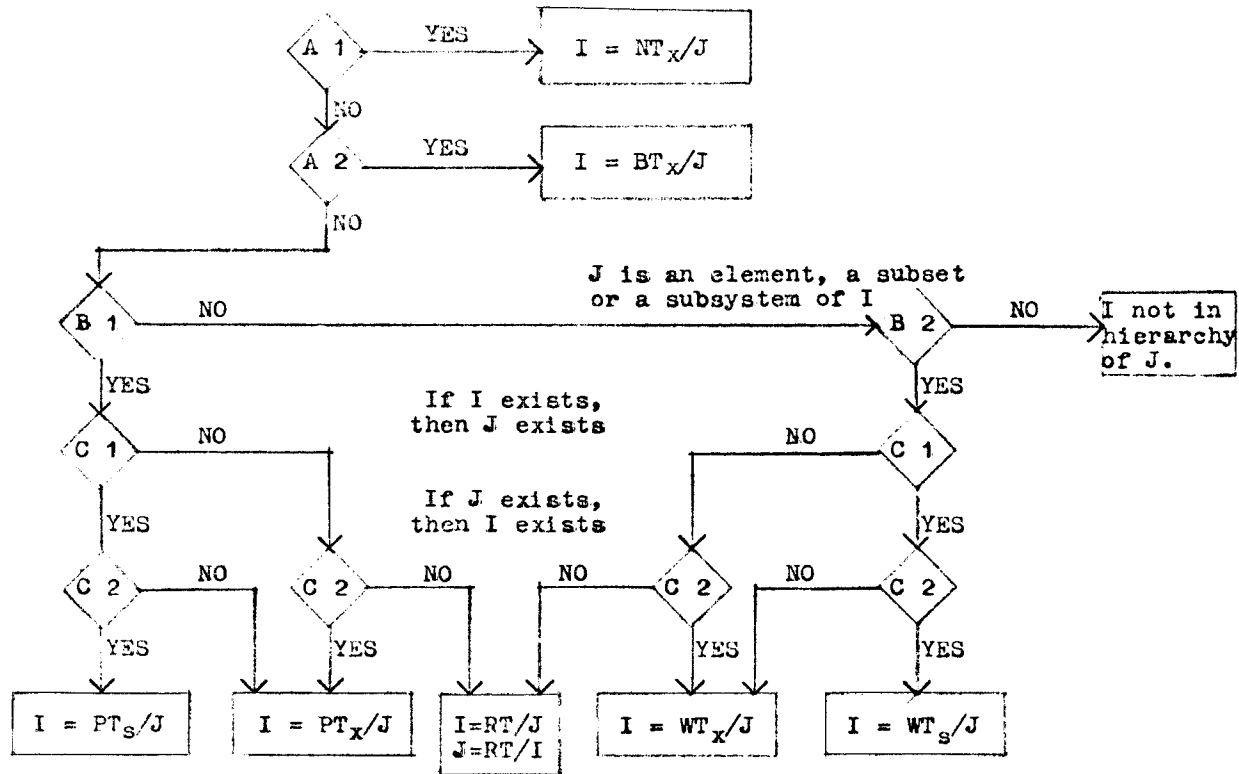 A 1
YES
I = NT_x/J
NO
A 2
YES
I = BT_x/J
NO
J is an element, a subset
or a subsystem of I
B 1
NO
B 2
NO
I not in
hierarchy
of J.
YES
YES
If I exists,
then J exists
C 1
NO
NO
C 1
If J exists,
then I exists
YES
YES
C 2
NO
C 2
NO
NO
C 2
NO
C 2
YES
YES
YES
YES
I = PT_s/J
I = PT_x/J
I=RT/J
J=RT/I
I = WT_x/J
I = WT_s/J